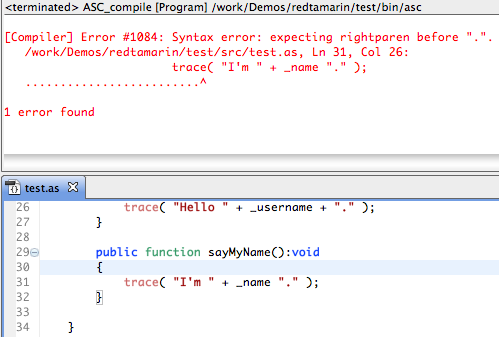 <terminated> ASC_compile [Program] /work/Demos/redtamarin/test/bin/asc
[Compiler] Error #1084: Syntax error: expecting rightparen before ".".
/work/Demos/redtamarin/test/src/test.as, Ln 31, Col 26:
trace( "I'm " + _name "." );
.........................^
1 error found
test.as
26 trace( "Hello " + _username + "." );
27 }
28
29 public function sayMyName():void
30 {
31 trace( "I'm " + _name "." );
32 }
33
34 }